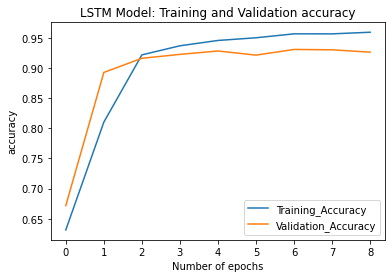 LSTM Model: Training and Validation accuracy
0.95
0.90
0.85
0.80
0.75
0.70
0.65
accuracy
Training_Accuracy
Validation_Accuracy
0 1 2 3 4 5 6 7 8
Number of epochs